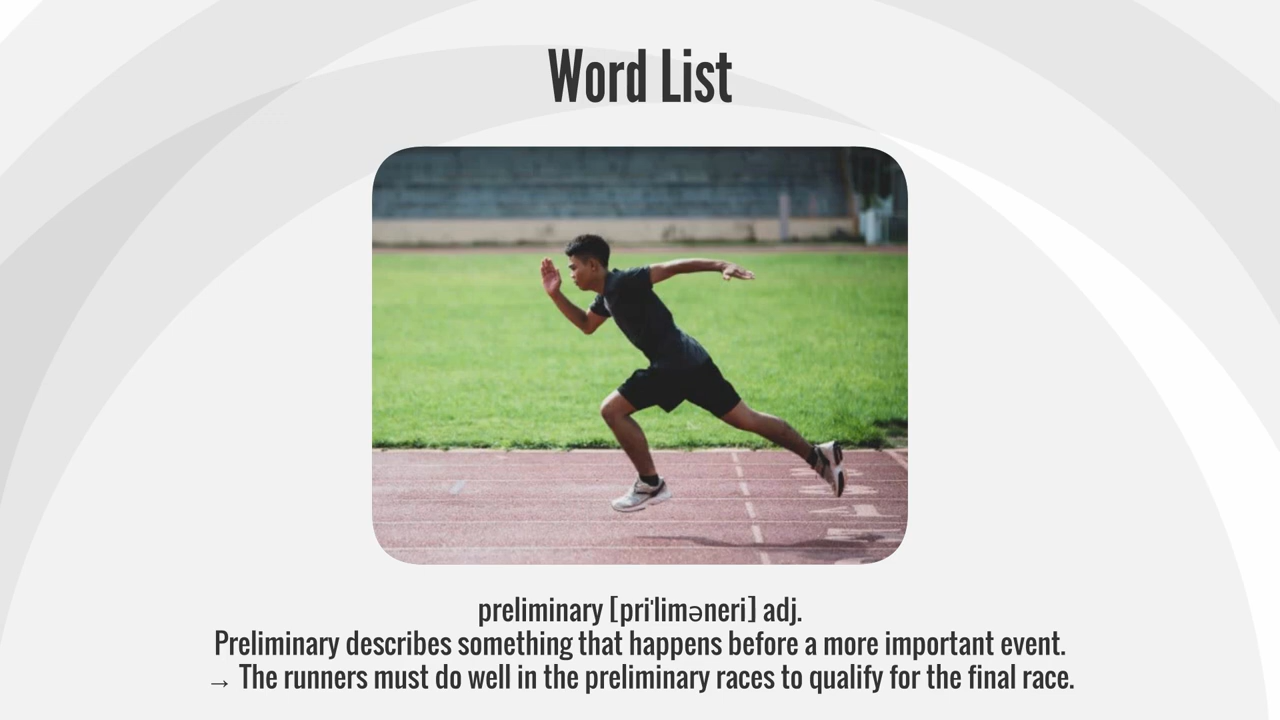 Word List
preliminary [priˈliməneri] adj.
Preliminary describes something that happens before a more important event.
→ The runners must do well in the preliminary races to qualify for the final race.